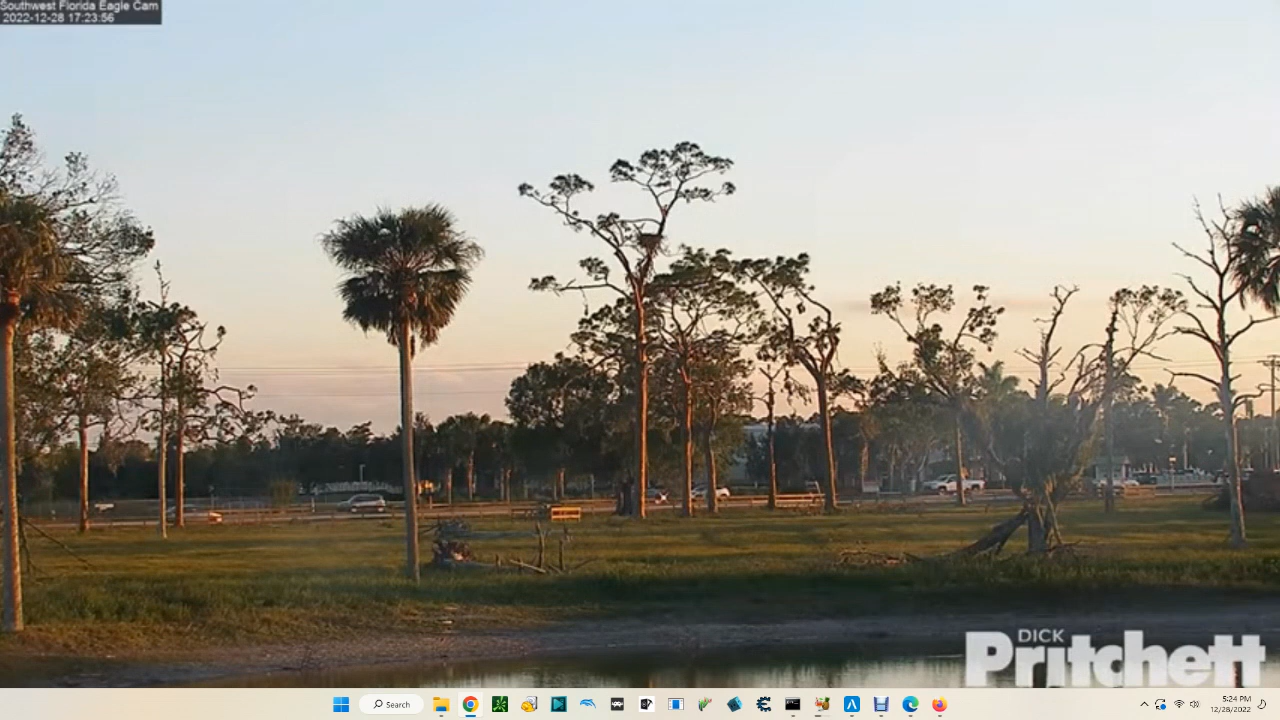 Southwest Florida Eagle Cam
2022-12-28 17:23:56
DICK
Pritchett
Search
5:24 PM
12/28/2022